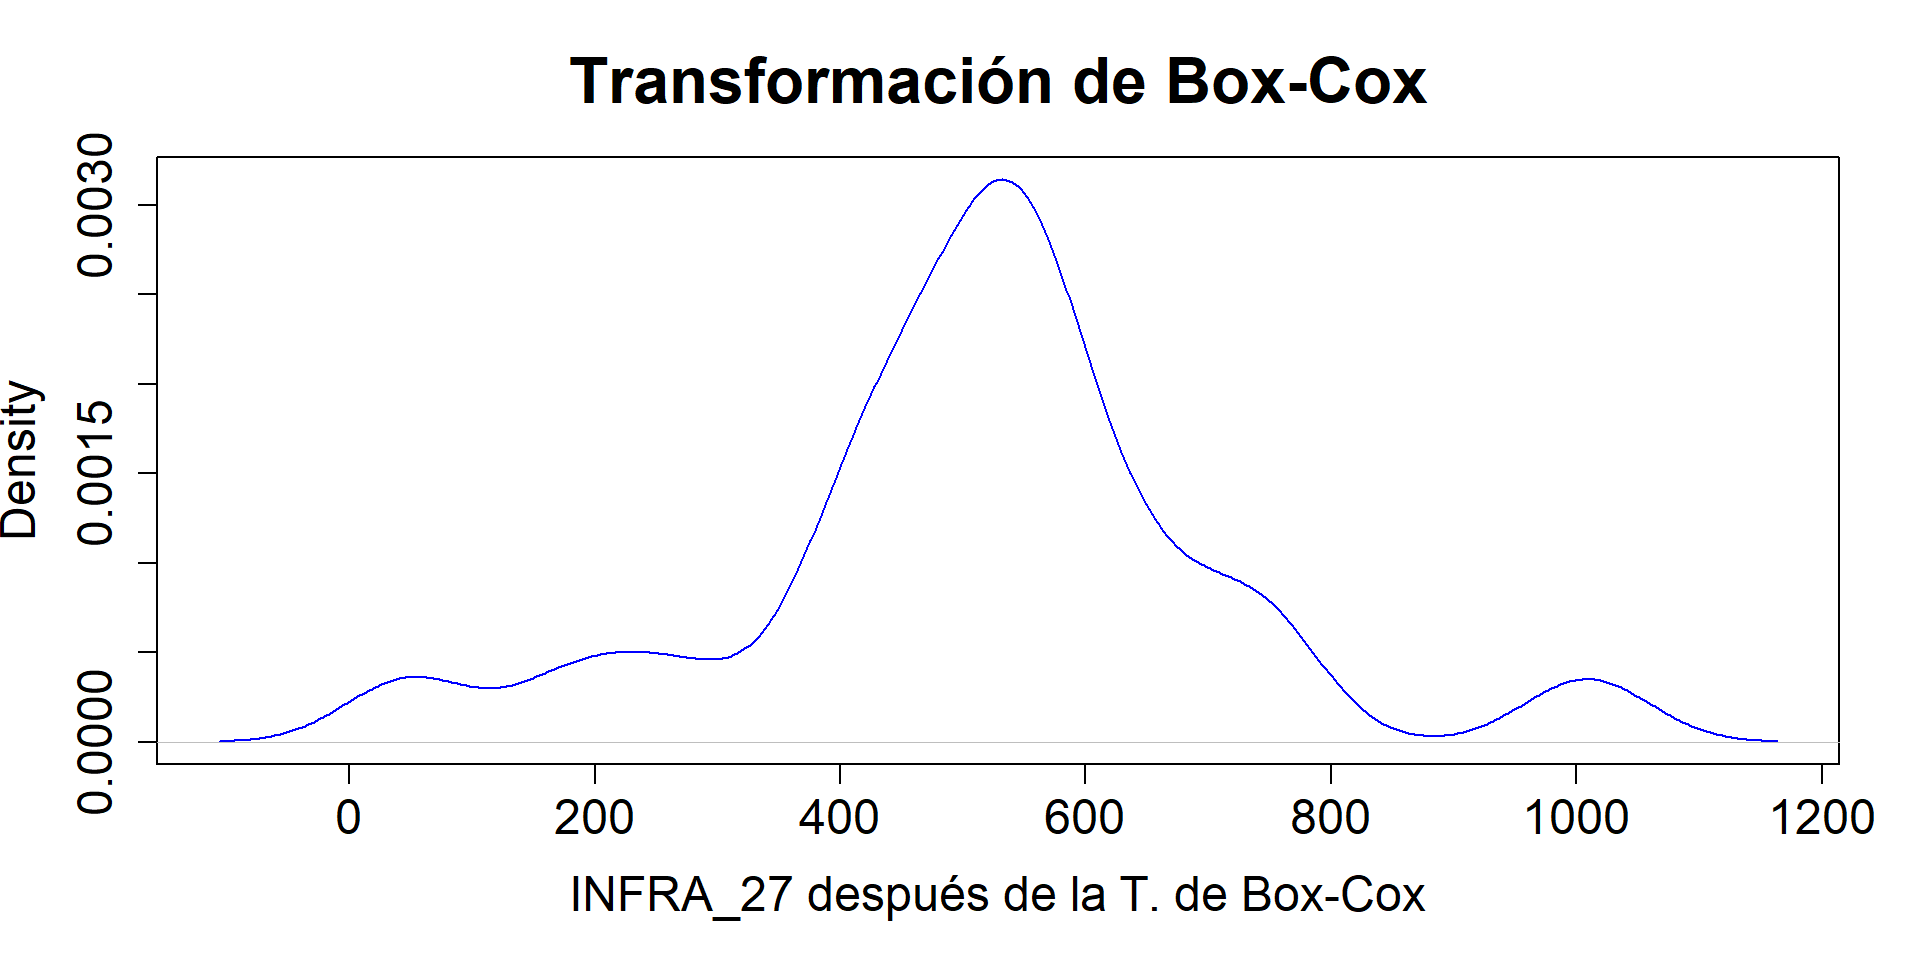 Transformación de Box-Cox
Density
0.0030
0.0015
0.0000
0 200 400 600 800 1000 1200
INFRA_27 después de la T. de Box-Cox